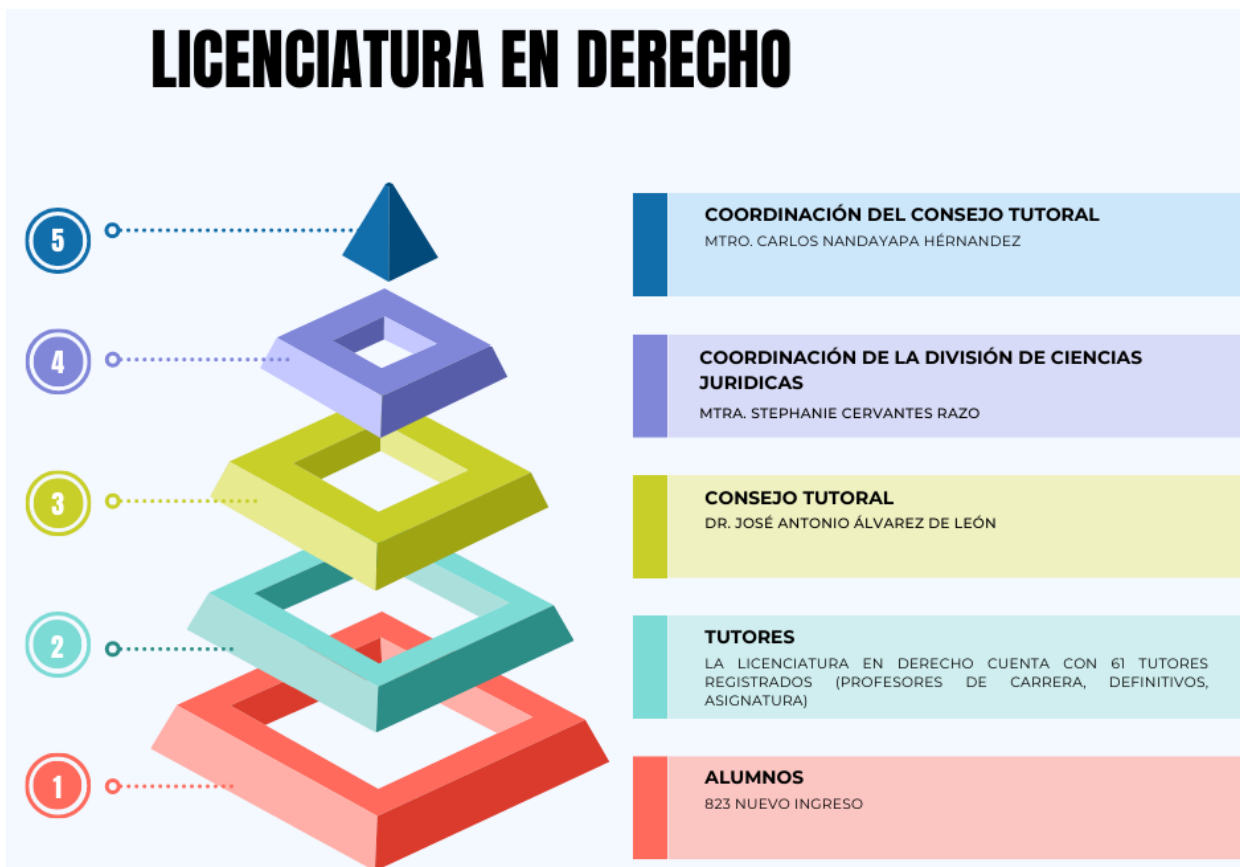 LICENCIATURA EN DERECHO
5
COORDINACIÓN DEL CONSEJO TUTORAL
MTRO. CARLOS NANDAYAPA HÉRNANDEZ
4
COORDINACIÓN DE LA DIVISIÓN DE CIENCIAS
JURIDICAS
MTRA. STEPHANIE CERVANTES RAZO
3
CONSEJO TUTORAL
DR. JOSÉ ANTONIO ÁLVAREZ DE LEÓN
2
TUTORES
LA LICENCIATURA EN DERECHO CUENTA CON 61 TUTORES
REGISTRADOS (PROFESORES DE CARRERA, DEFINITIVOS,
ASIGNATURA)
1
ALUMNOS
823 NUEVO INGRESO